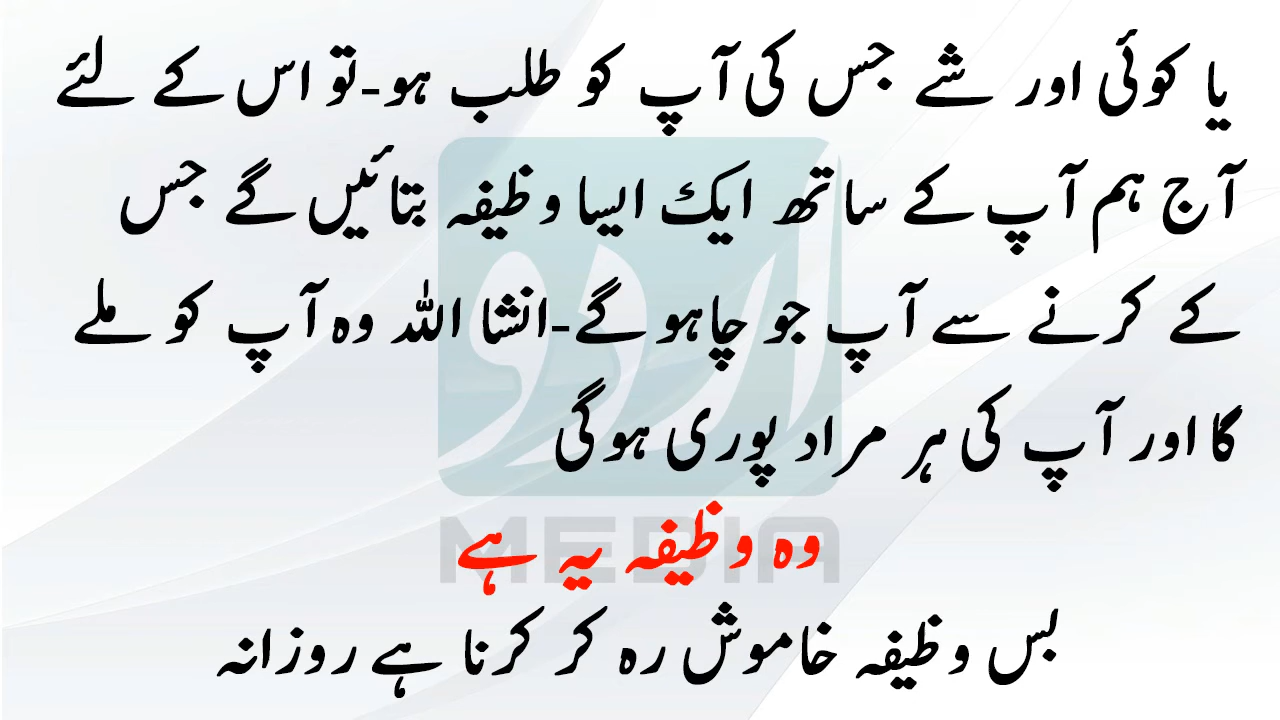 یا کوئی اور شے جس کی آپ کو طلب ہو-تو اس کے لئے
آج ہم آپ کے ساتھ ایک ایسا وظیفہ بتائیں گے جس
کے کرنے سے آپ جو چاہو گے-انشا اللہ وہ آپ کو ملے
گا اور آپ کی ہر مراد پوری ہوگی
وہ وظیفہ یہ ہے
بس وظیفہ خاموش رہ کر کرنا ہے روزانہ
اردو
MEDIA